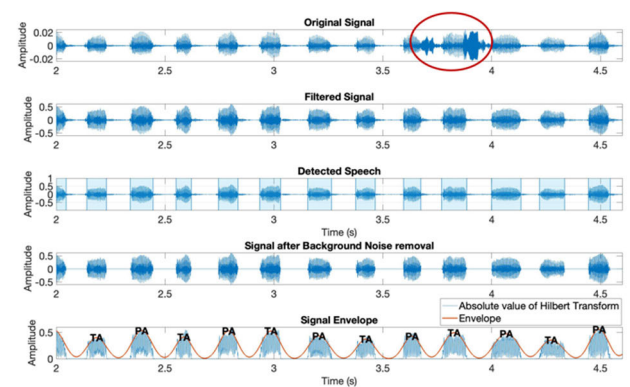 Original Signal
Amplitude
0.02
0
-0.02
2 2.5 3 3.5 4 4.5
Filtered Signal
Amplitude
0.5
0
-0.5
2 2.5 3 3.5 4 4.5
Detected Speech
Amplitude
1
0.5
0
-0.5
2 2.5 3 3.5 4 4.5
Time (s)
Signal after Background Noise removal
Amplitude
0.5
0
-0.5
2 2.5 3 3.5 4 4.5
Absolute value of Hilbert Transform
Envelope
Signal Envelope
Amplitude
0.5
0
TA PA TA PA TA PA TA PA TA PA TA PA
2 2.5 3 3.5 4 4.5
Time (s)